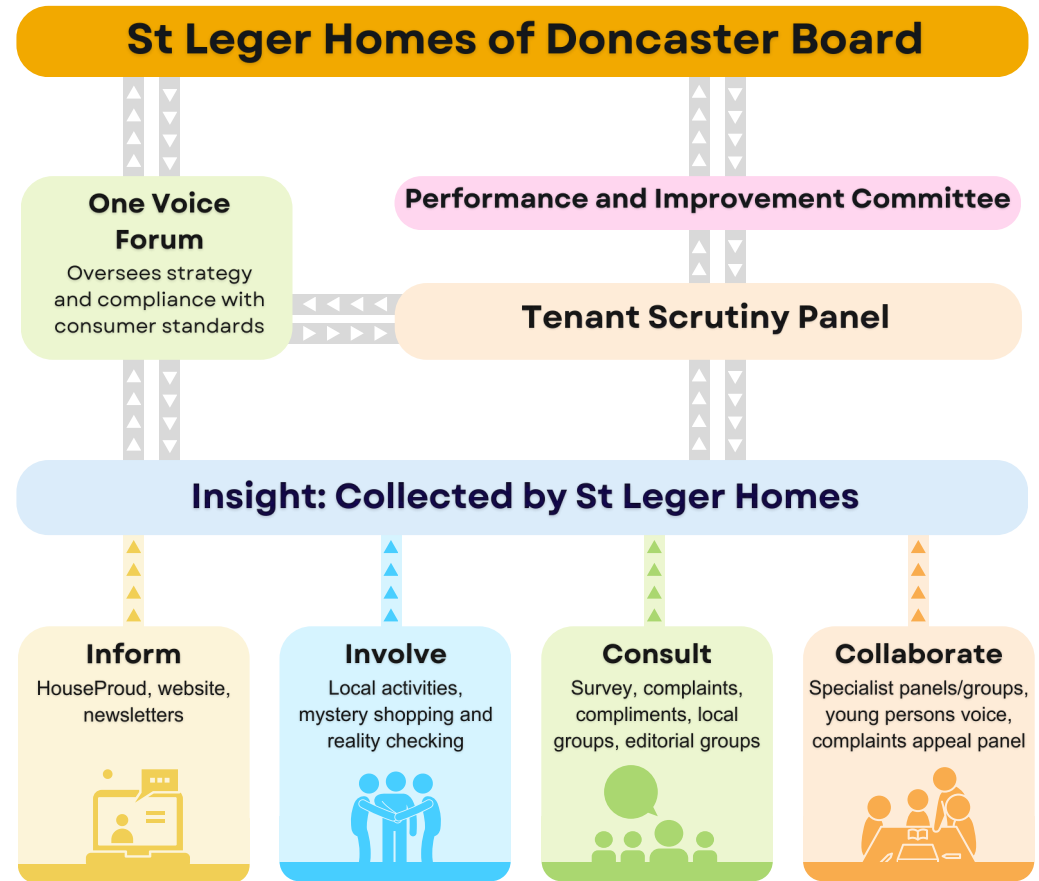 St Leger Homes of Doncaster Board
One Voice
Forum
Oversees strategy
and compliance with
consumer standards
Performance and Improvement Committee
Tenant Scrutiny Panel
Insight: Collected by St Leger Homes
Inform
HouseProud, website,
newsletters
Involve
Local activities,
mystery shopping and
reality checking
Consult
Survey, complaints,
compliments, local
groups, editorial groups
Collaborate
Specialist panels/groups,
young persons voice,
complaints appeal panel